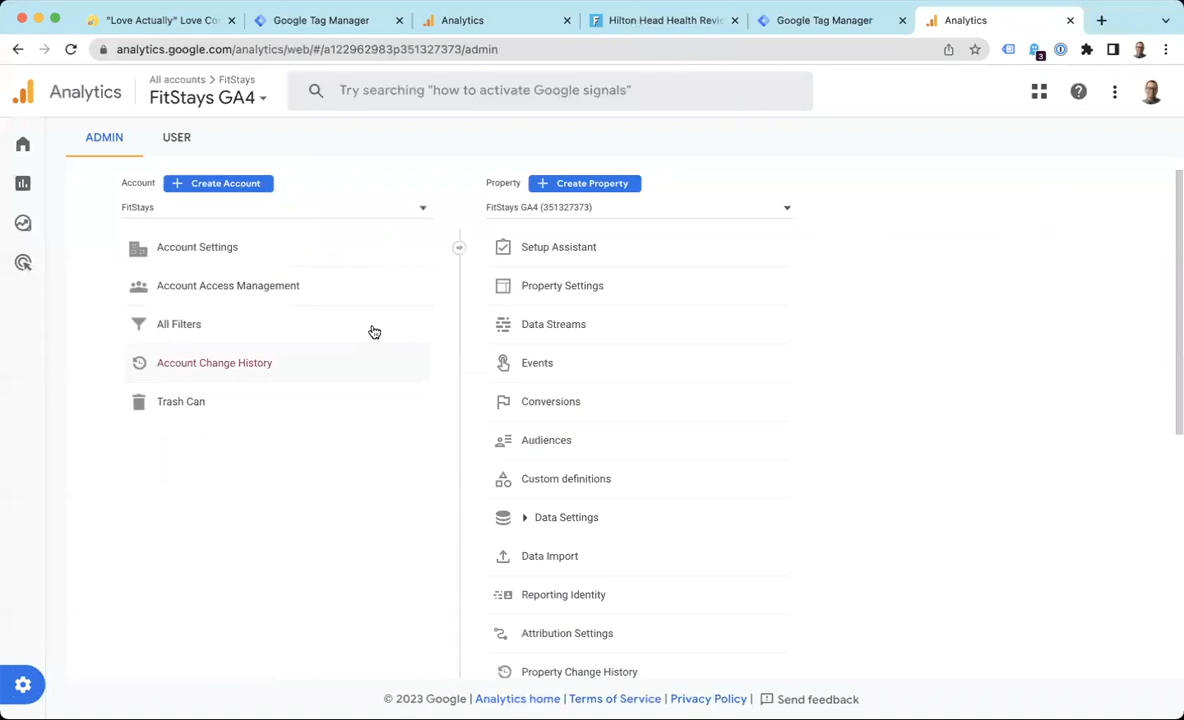 "Love Actually" Love Co
Google Tag Manager
Analytics
Hilton Head Health Revie
Google Tag Manager
Analytics
analytics.google.com/analytics/web/#/a122962983p351327373/admin
3
Analytics
All accounts > FitStays
FitStays GA4
Try searching "how to activate Google signals"
ADMIN
USER
Account
Create Account
FitStays
Account Settings
Account Access Management
All Filters
Account Change History
Trash Can
Property
Create Property
FitStays GA4 (351327373)
Setup Assistant
Property Settings
Data Streams
Events
Conversions
Audiences
Custom definitions
Data Settings
Data Import
Reporting Identity
Attribution Settings
Property Change History
© 2023 Google | Analytics home | Terms of Service | Privacy Policy | Send feedback